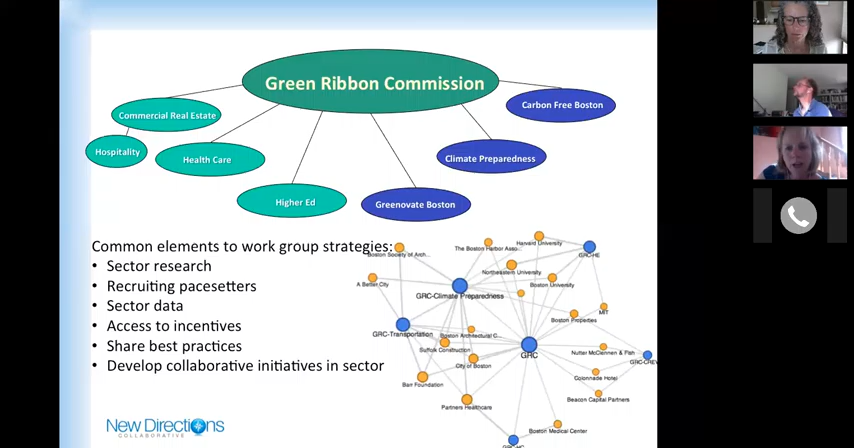 Green Ribbon Commission
Carbon Free Boston
Commercial Real Estate
Hospitality
Health Care
Climate Preparedness
Higher Ed
Greenovate Boston
Common elements to work group strategies:
• Sector research
• Recruiting pacesetters
• Sector data
• Access to incentives
• Share best practices
• Develop collaborative initiatives in sector
Boston Society of Arch...
The Boston Harbor Asso...
Harvard University
GRC-HE
A Better City
Northeastern University
Boston University
GRC-Climate Preparedness
MIT
Boston Properties
GRC-Transportation
Boston Architectural C...
Suffolk Construction
GRC
Nutter McClennen & Fish
GRC-CREW
City of Boston
Colonnade Hotel
Barr Foundation
Beacon Capital Partners
Partners Healthcare
Boston Medical Center
GRC-HC
New Directions
COLLABORATIVE